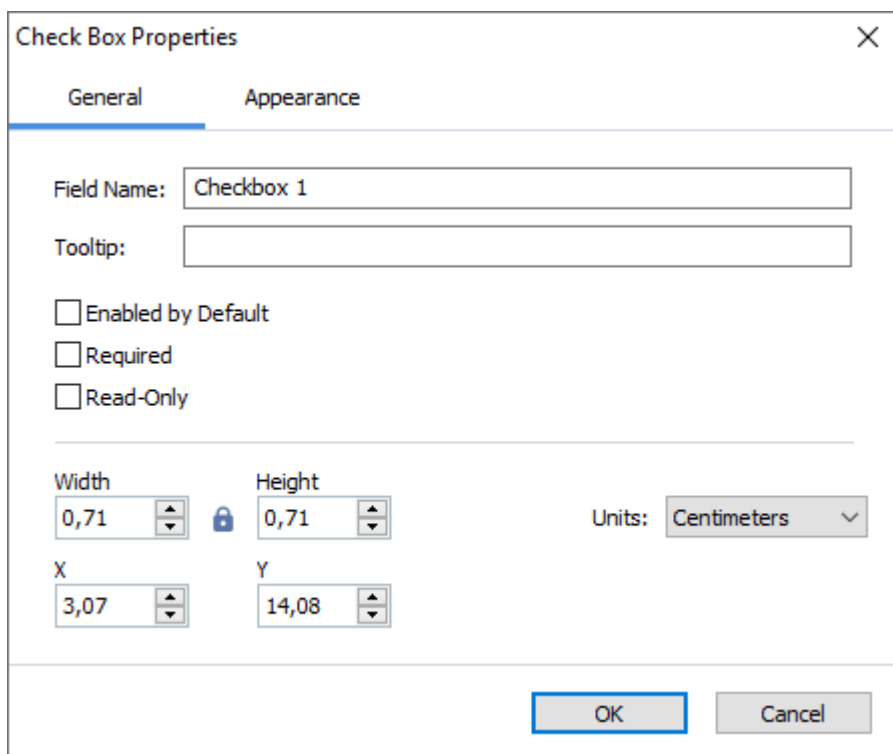 Check Box Properties
General Appearance
Field Name: Checkbox 1
Tooltip:
Enabled by Default
Required
Read-Only
Width Height
0,71 0,71 Units: Centimeters
X Y
3,07 14,08
OK Cancel